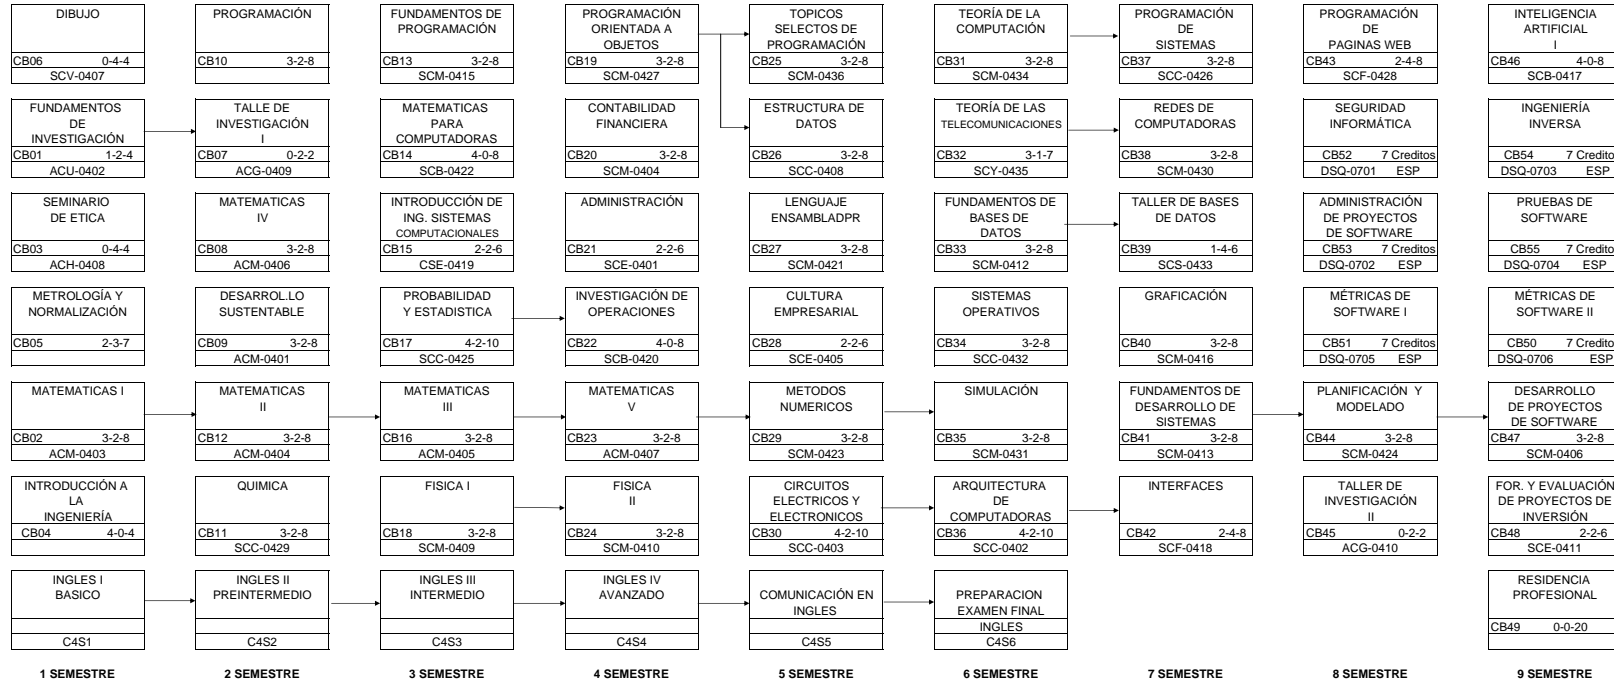 DIBUJO
CB06 0-4-4
SCV-0407
PROGRAMACIÓN
CB10 3-2-8
FUNDAMENTOS DE
PROGRAMACIÓN
CB13 3-2-8
SCM-0415
PROGRAMACIÓN
ORIENTADA A
OBJETOS
CB19 3-2-8
SCM-0427
TOPICOS
SELECTOS DE
PROGRAMACIÓN
CB25 3-2-8
SCM-0436
TEORÍA DE LA
COMPUTACIÓN
CB31 3-2-8
SCM-0434
PROGRAMACIÓN
DE
SISTEMAS
CB37 3-2-8
SCC-0426
PROGRAMACIÓN
DE
PAGINAS WEB
CB43 2-4-8
SCF-0428
INTELIGENCIA
ARTIFICIAL
I
CB46 4-0-8
SCB-0417
FUNDAMENTOS
DE
INVESTIGACIÓN
CB01 1-2-4
ACU-0402
TALLE DE
INVESTIGACIÓN
I
CB07 0-2-2
ACG-0409
MATEMATICAS
PARA
COMPUTADORAS
CB14 4-0-8
SCB-0422
CONTABILIDAD
FINANCIERA
CB20 3-2-8
SCM-0404
ESTRUCTURA DE
DATOS
CB26 3-2-8
SCC-0408
TEORÍA DE LAS
TELECOMUNICACIONES
CB32 3-1-7
SCY-0435
REDES DE
COMPUTADORAS
CB38 3-2-8
SCM-0430
SEGURIDAD
INFORMÁTICA
CB52 7 Creditos
DSQ-0701 ESP
INGENIERÍA
INVERSA
CB54 7 Credito
DSQ-0703 ESP
SEMINARIO
DE ETICA
CB03 0-4-4
ACH-0408
MATEMATICAS
IV
CB08 3-2-8
ACM-0406
INTRODUCCIÓN DE
ING. SISTEMAS
COMPUTACIONALES
CB15 2-2-6
CSE-0419
ADMINISTRACIÓN
CB21 2-2-6
SCE-0401
LENGUAJE
ENSAMBLADPR
CB27 3-2-8
SCM-0421
FUNDAMENTOS DE
BASES DE
DATOS
CB33 3-2-8
SCM-0412
TALLER DE BASES
DE DATOS
CB39 1-4-6
SCS-0433
ADMINISTRACIÓN
DE PROYECTOS
DE SOFTWARE
CB53 7 Creditos
DSQ-0702 ESP
PRUEBAS DE
SOFTWARE
CB55 7 Credito
DSQ-0704 ESP
METROLOGÍA Y
NORMALIZACIÓN
CB05 2-3-7
DESARROL.LO
SUSTENTABLE
CB09 3-2-8
ACM-0401
PROBABILIDAD
Y ESTADISTICA
CB17 4-2-10
SCC-0425
INVESTIGACIÓN DE
OPERACIONES
CB22 4-0-8
SCB-0420
CULTURA
EMPRESARIAL
CB28 2-2-6
SCE-0405
SISTEMAS
OPERATIVOS
CB34 3-2-8
SCC-0432
GRAFICACIÓN
CB40 3-2-8
SCM-0416
MÉTRICAS DE
SOFTWARE I
CB51 7 Creditos
DSQ-0705 ESP
MÉTRICAS DE
SOFTWARE II
CB50 7 Credito
DSQ-0706 ESP
MATEMATICAS I
CB02 3-2-8
ACM-0403
MATEMATICAS
II
CB12 3-2-8
ACM-0404
MATEMATICAS
III
CB16 3-2-8
ACM-0405
MATEMATICAS
V
CB23 3-2-8
ACM-0407
METODOS
NUMERICOS
CB29 3-2-8
SCM-0423
SIMULACIÓN
CB35 3-2-8
SCM-0431
FUNDAMENTOS DE
DESARROLLO DE
SISTEMAS
CB41 3-2-8
SCM-0413
PLANIFICACIÓN Y
MODELADO
CB44 3-2-8
SCM-0424
DESARROLLO
DE PROYECTOS
DE SOFTWARE
CB47 3-2-8
SCM-0406
INTRODUCCIÓN A
LA
INGENIERÍA
CB04 4-0-4
QUIMICA
CB11 3-2-8
SCC-0429
FISICA I
CB18 3-2-8
SCM-0409
FISICA
II
CB24 3-2-8
SCM-0410
CIRCUITOS
ELECTRICOS Y
ELECTRONICOS
CB30 4-2-10
SCC-0403
ARQUITECTURA
DE
COMPUTADORAS
CB36 4-2-10
SCC-0402
INTERFACES
CB42 2-4-8
SCF-0418
TALLER DE
INVESTIGACIÓN
II
CB45 0-2-2
ACG-0410
FOR. Y EVALUACIÓN
DE PROYECTOS DE
INVERSIÓN
CB48 2-2-6
SCE-0411
INGLES I
BASICO
C4S1
INGLES II
PREINTERMEDIO
C4S2
INGLES III
INTERMEDIO
C4S3
INGLES IV
AVANZADO
C4S4
COMUNICACIÓN EN
INGLES
C4S5
PREPARACION
EXAMEN FINAL
INGLES
C4S6
RESIDENCIA
PROFESIONAL
CB49 0-0-20
1 SEMESTRE
2 SEMESTRE
3 SEMESTRE
4 SEMESTRE
5 SEMESTRE
6 SEMESTRE
7 SEMESTRE
8 SEMESTRE
9 SEMESTRE